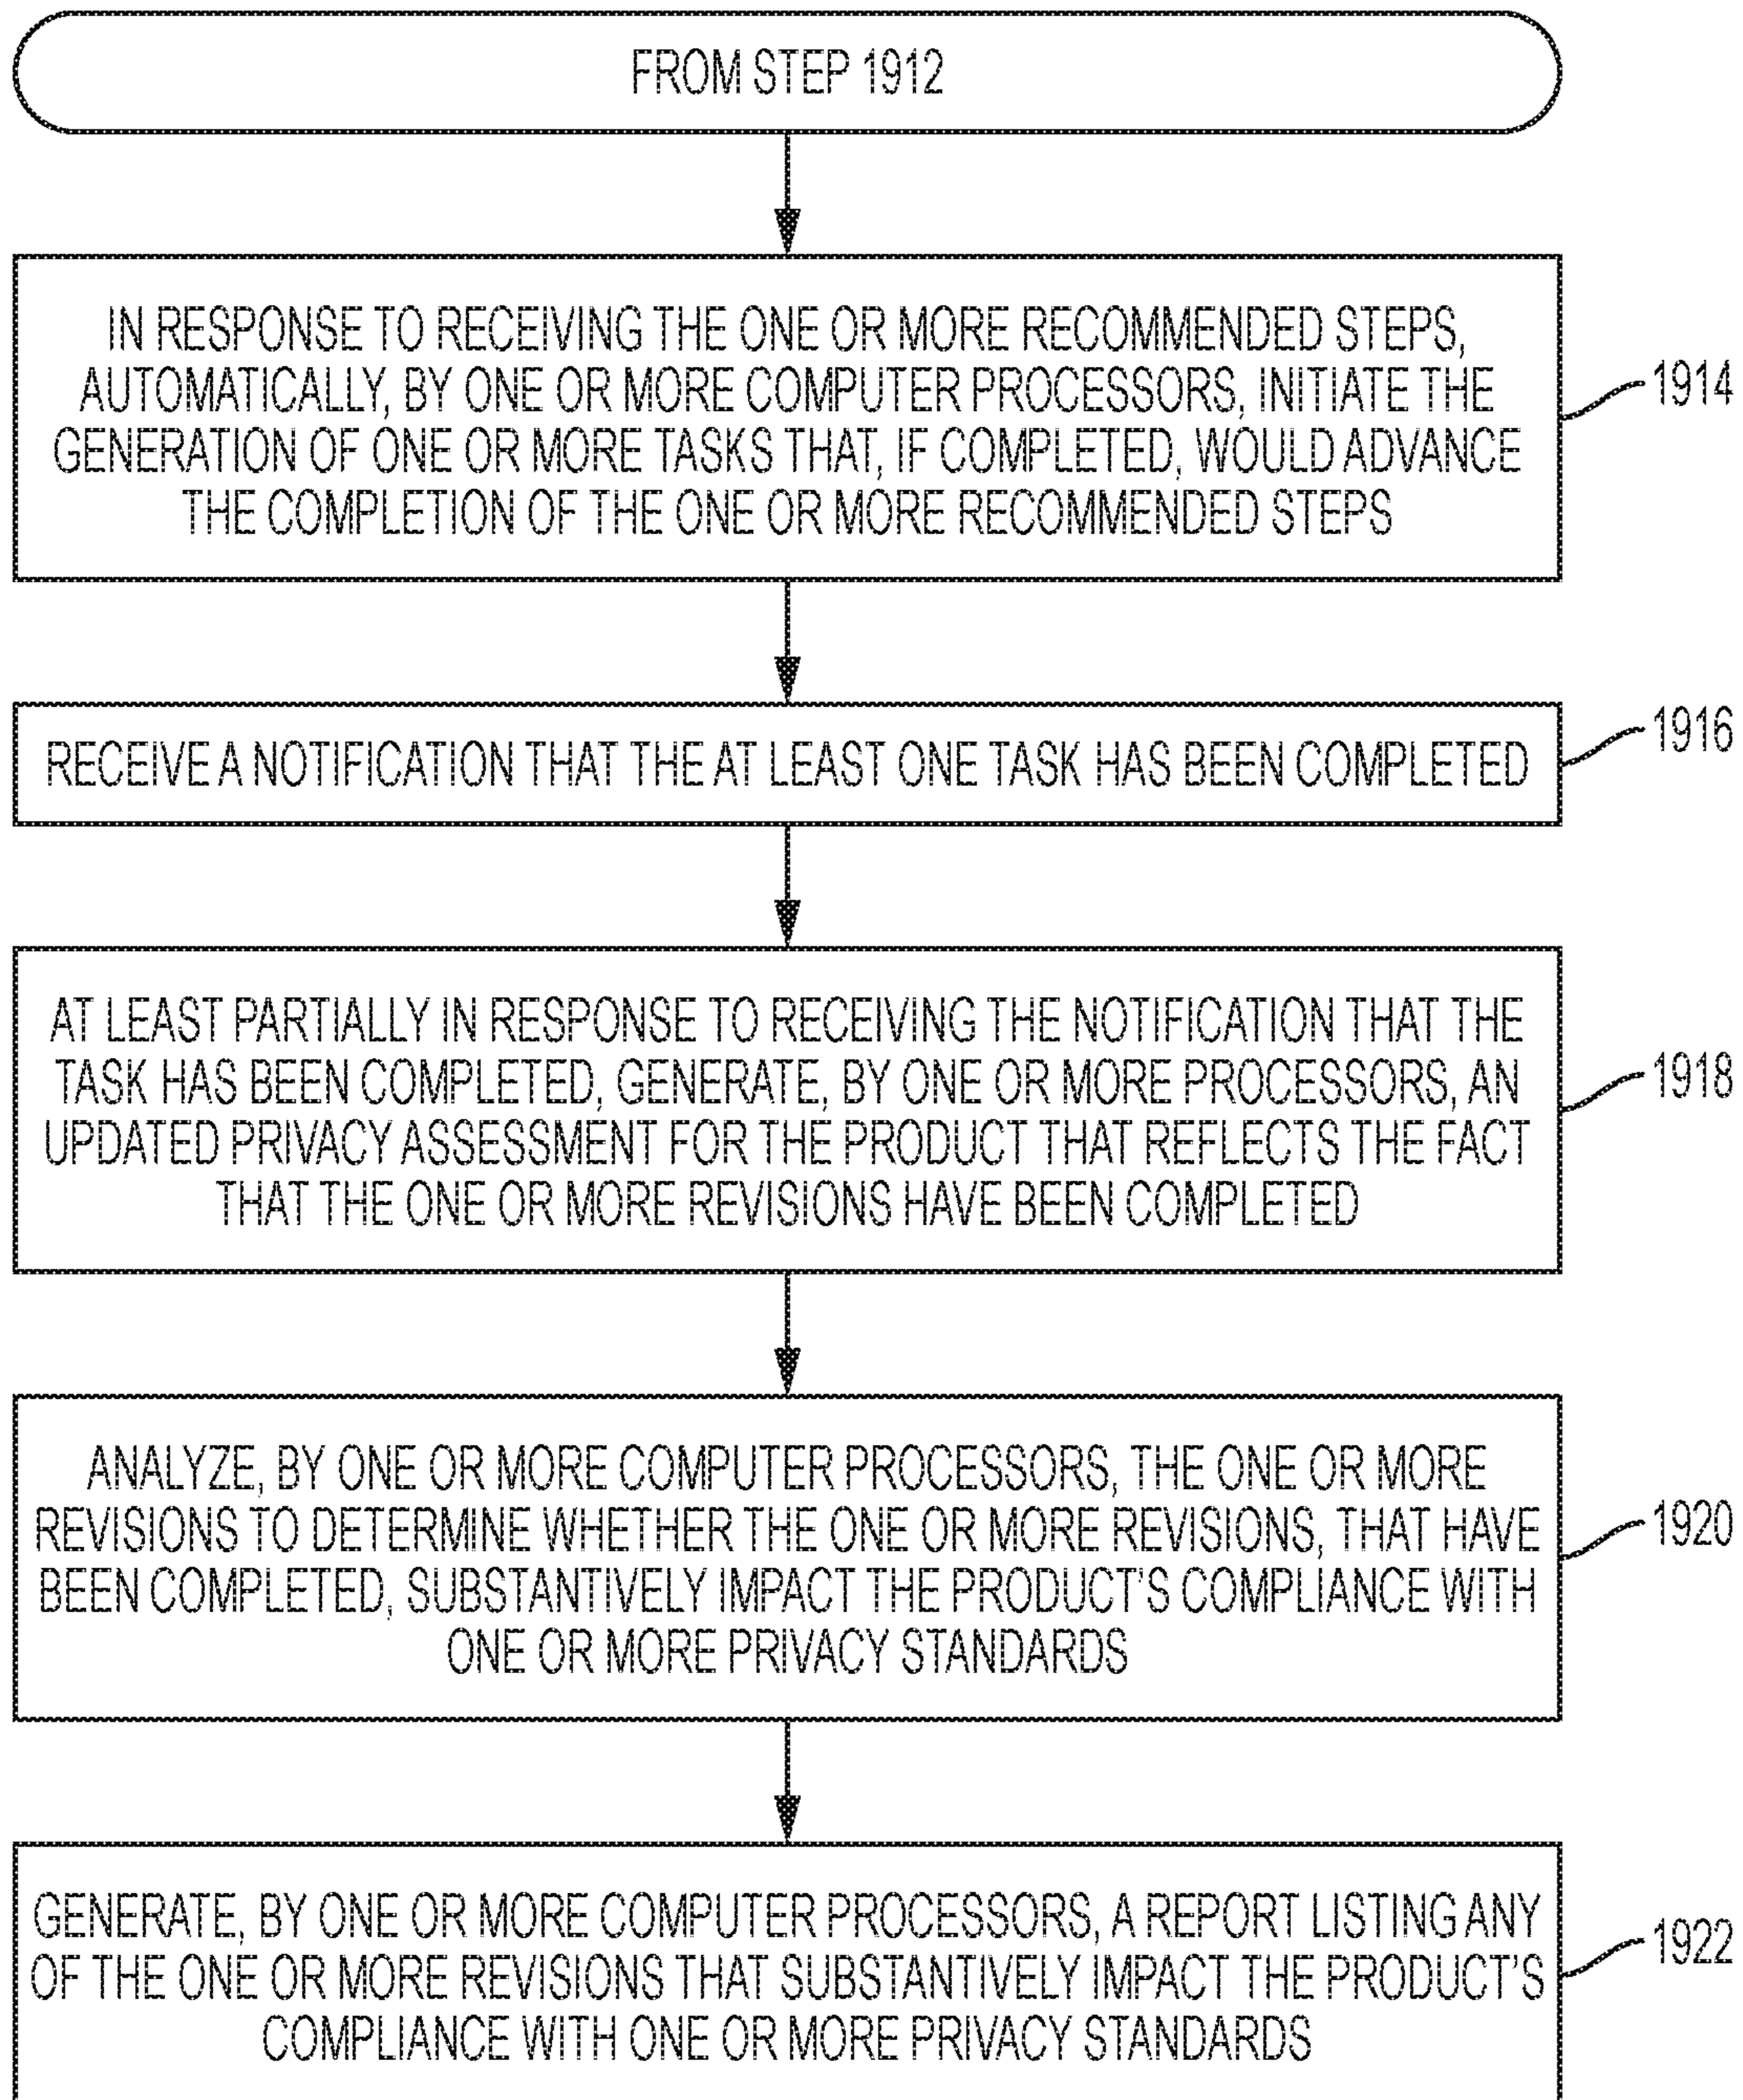 FROM STEP 1912
IN RESPONSE TO RECEIVING THE ONE OR MORE RECOMMENDED STEPS,
AUTOMATICALLY, BY ONE OR MORE COMPUTER PROCESSORS, INITIATE THE
GENERATION OF ONE OR MORE TASKS THAT, IF COMPLETED, WOULD ADVANCE
THE COMPLETION OF THE ONE OR MORE RECOMMENDED STEPS
1914
RECEIVE A NOTIFICATION THAT THE AT LEAST ONE TASK HAS BEEN COMPLETED
1916
AT LEAST PARTIALLY IN RESPONSE TO RECEIVING THE NOTIFICATION THAT THE
TASK HAS BEEN COMPLETED, GENERATE, BY ONE OR MORE PROCESSORS, AN
UPDATED PRIVACY ASSESSMENT FOR THE PRODUCT THAT REFLECTS THE FACT
THAT THE ONE OR MORE REVISIONS HAVE BEEN COMPLETED
1918
ANALYZE, BY ONE OR MORE COMPUTER PROCESSORS, THE ONE OR MORE
REVISIONS TO DETERMINE WHETHER THE ONE OR MORE REVISIONS, THAT HAVE
BEEN COMPLETED, SUBSTANTIVELY IMPACT THE PRODUCT'S COMPLIANCE WITH
ONE OR MORE PRIVACY STANDARDS
1920
GENERATE, BY ONE OR MORE COMPUTER PROCESSORS, A REPORT LISTING ANY
OF THE ONE OR MORE REVISIONS THAT SUBSTANTIVELY IMPACT THE PRODUCT'S
COMPLIANCE WITH ONE OR MORE PRIVACY STANDARDS
1922